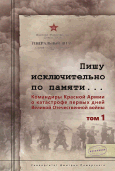 Пишу
исключительно
по памяти...
Командиры Красной Армии
о катастрофе первых дней
Великой Отечественной войны
том 1